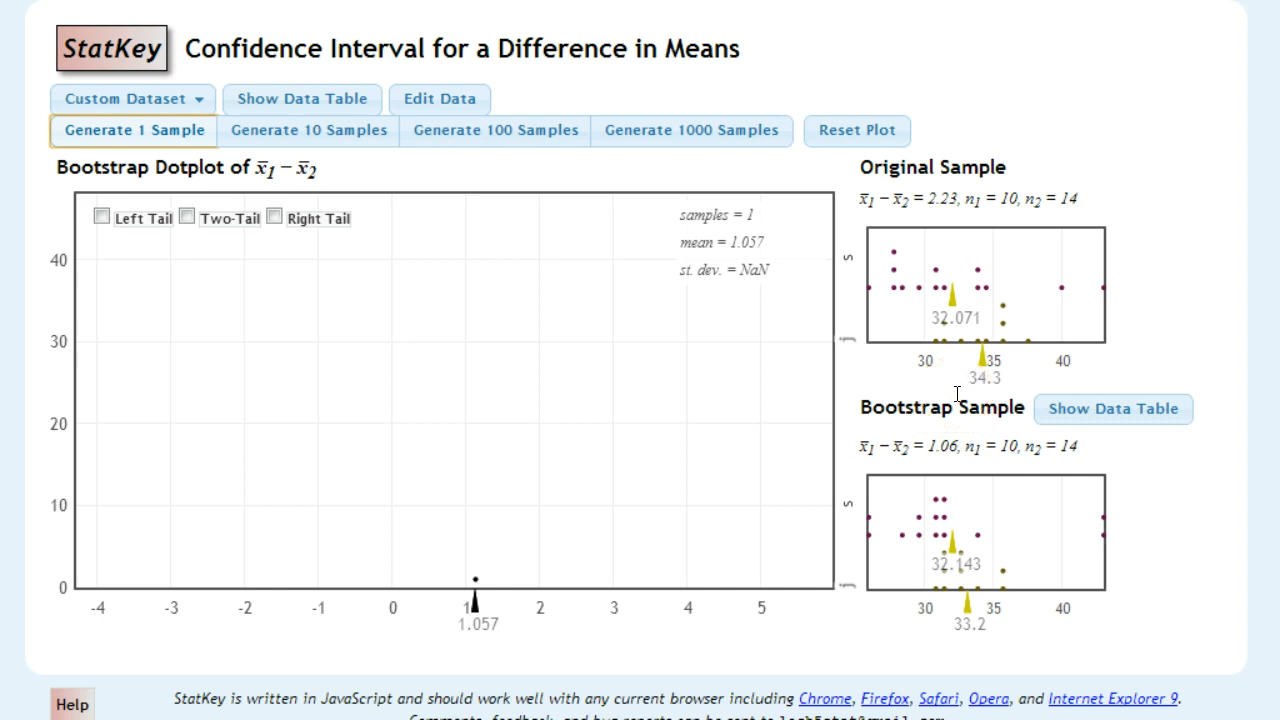 StatKey Confidence Interval for a Difference in Means
Custom Dataset Show Data Table Edit Data
Generate 1 Sample Generate 10 Samples Generate 100 Samples Generate 1000 Samples Reset Plot
Bootstrap Dotplot of x̅1 − x̅2
Left Tail Two-Tail Right Tail
samples = 1
mean = 1.057
st. dev. = NaN
40
30
20
10
0
-4 -3 -2 -1 0 1 2 3 4 5
1.057
Original Sample
x̅1 − x̅2 = 2.23, n1 = 10, n2 = 14
s
32.071
j
30 35 40
34.3
Bootstrap Sample Show Data Table
x̅1 − x̅2 = 1.06, n1 = 10, n2 = 14
s
32.143
j
30 35 40
33.2
Help
StatKey is written in JavaScript and should work well with any current browser including Chrome, Firefox, Safari, Opera, and Internet Explorer 9.